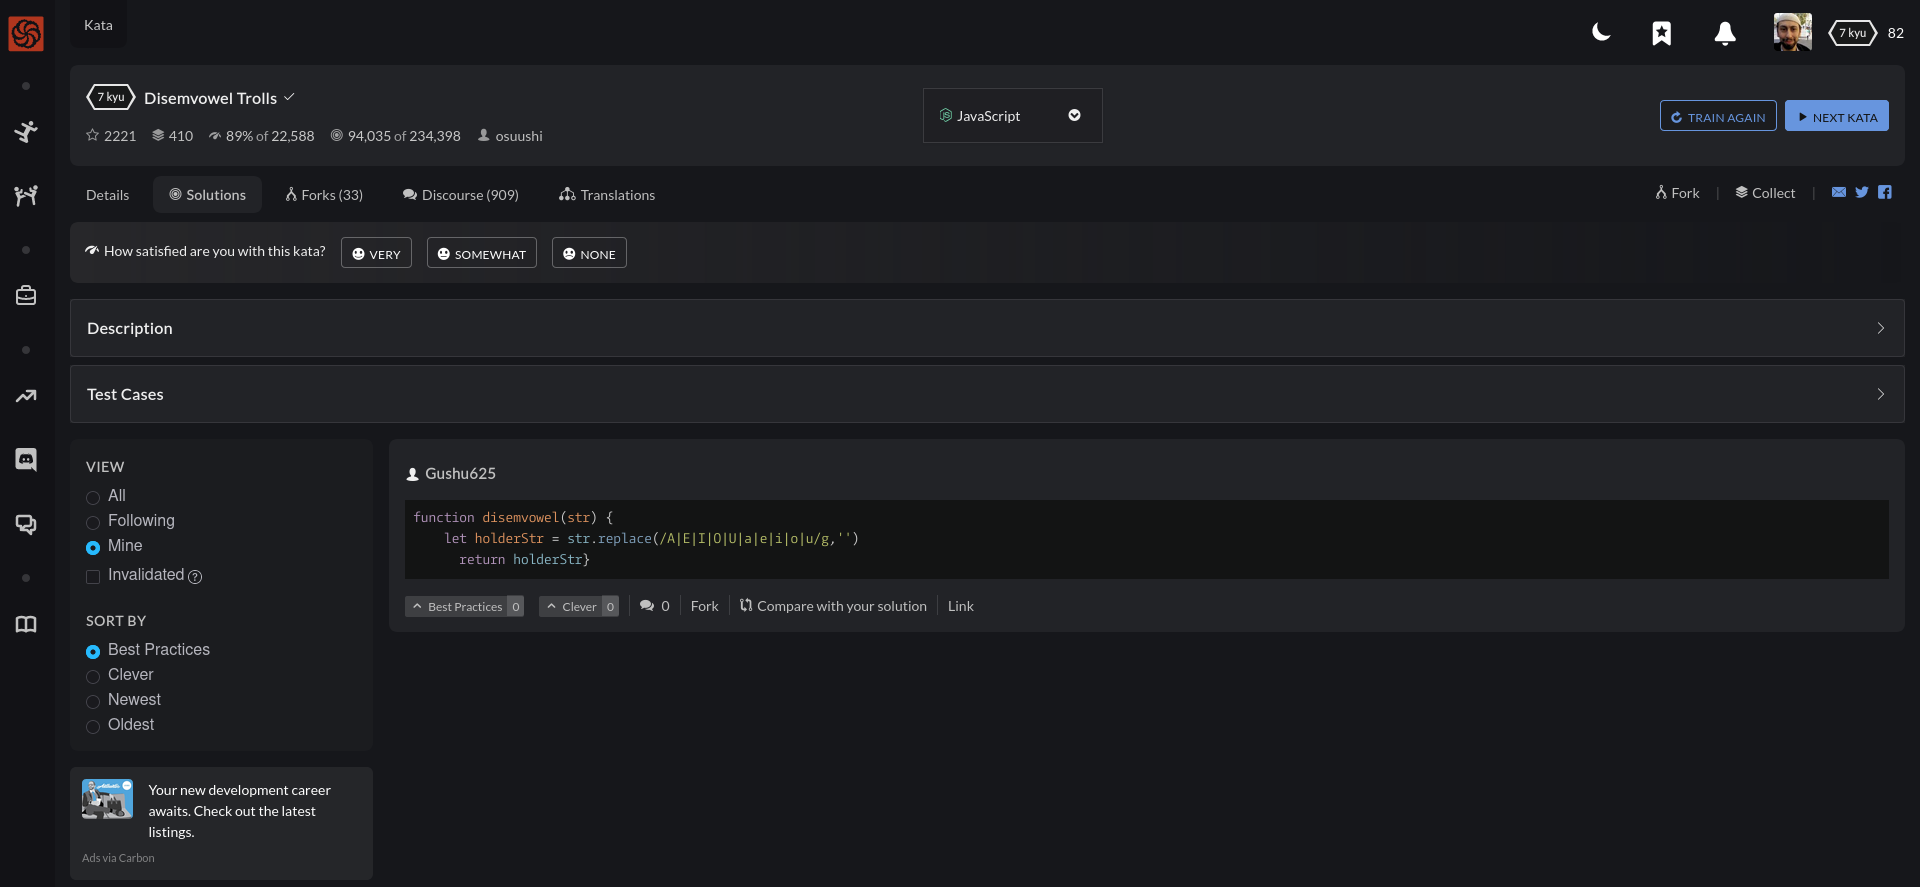 Kata
7 kyu 82
7 kyu Disemvowel Trolls
2221 410 89% of 22,588 94,035 of 234,398 osuushi
JavaScript
TRAIN AGAIN NEXT KATA
Details Solutions Forks (33) Discourse (909) Translations
Fork | Collect |
How satisfied are you with this kata? VERY SOMEWHAT NONE
Description
Test Cases
VIEW
All
Following
Mine
Invalidated ?
SORT BY
Best Practices
Clever
Newest
Oldest
Your new development career
awaits. Check out the latest
listings.
Ads via Carbon
Gushu625
function disemvowel(str) {
let holderStr = str.replace(/A|E|I|O|U|a|e|i|o|u/g,'')
return holderStr}
Best Practices 0 Clever 0 0 Fork Compare with your solution Link